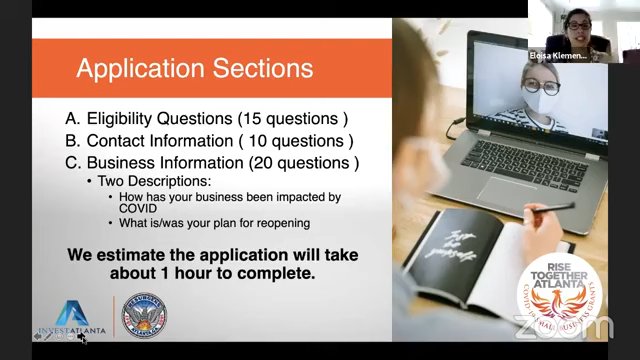 Application Sections
A. Eligibility Questions (15 questions )
B. Contact Information ( 10 questions )
C. Business Information (20 questions )
• Two Descriptions:
• How has your business been impacted by
COVID
• What is/was your plan for reopening
We estimate the application will take
about 1 hour to complete.
INVEST ATLANTA
Eloisa Klemen...
RISE
TOGETHER
ATLANTA
zoom